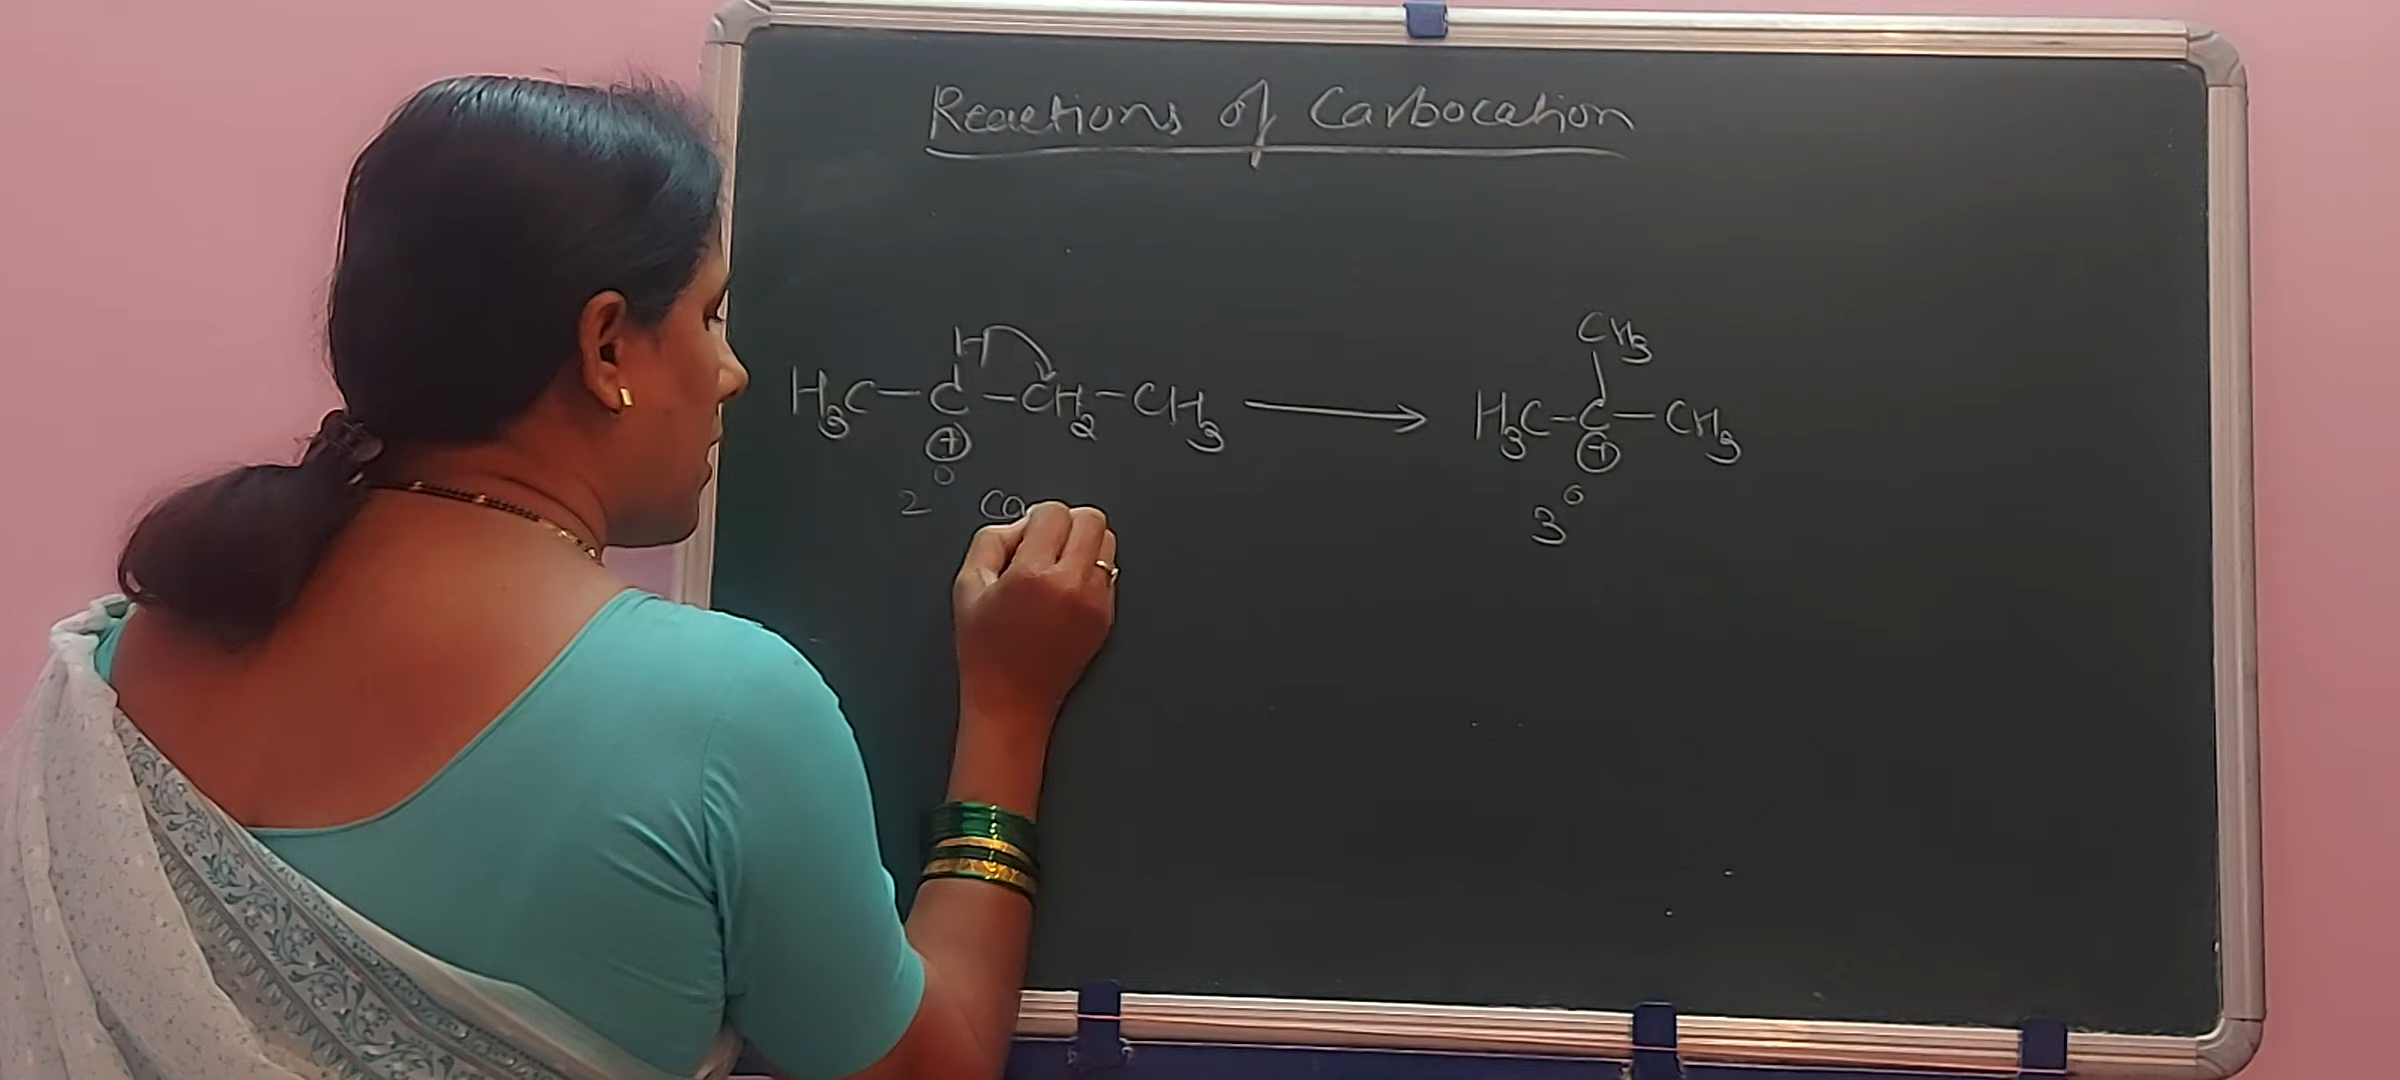 Reactions of Carbocation
H CH3
H3C-C-CH2-CH3 ⟶ H3C-C-CH3
⊕ ⊕
2° ca 3°